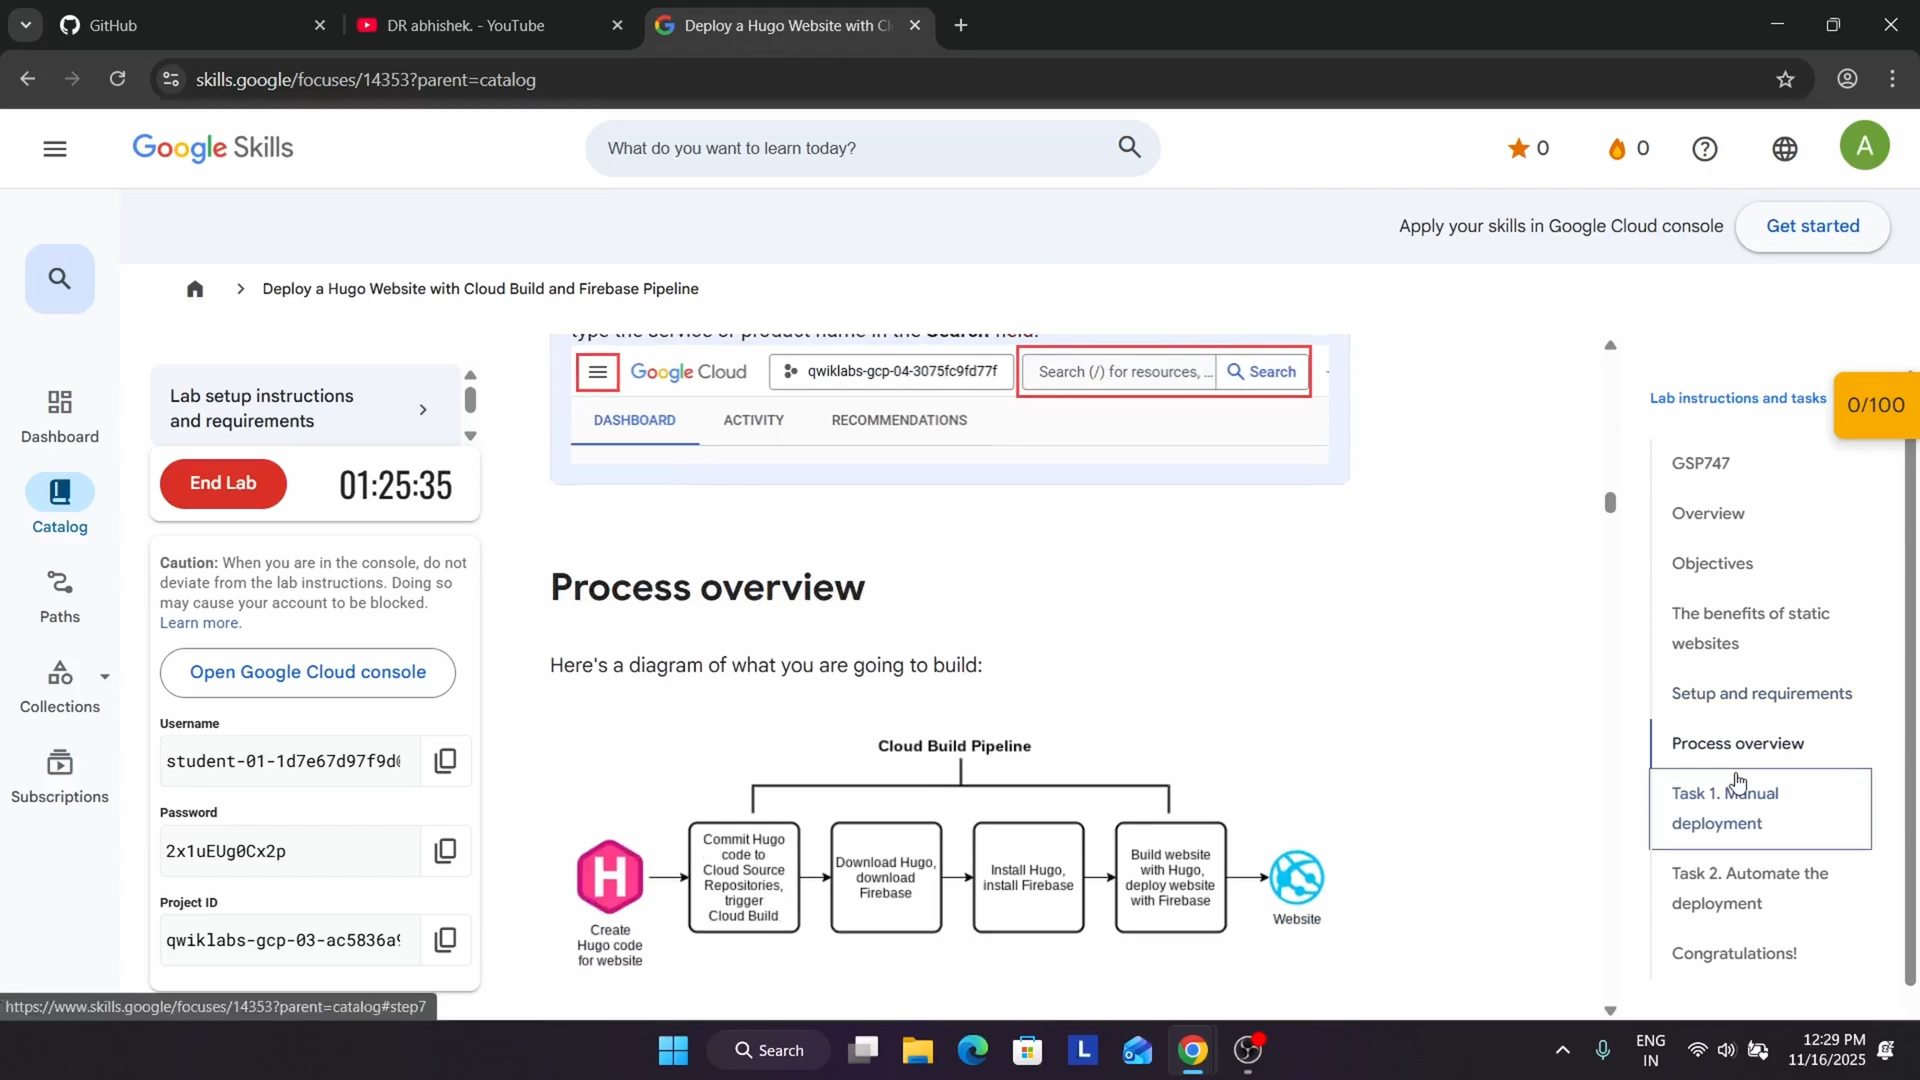 GitHub
DR abhishek. - YouTube
Deploy a Hugo Website with Cl
skills.google/focuses/14353?parent=catalog
Google Skills
What do you want to learn today?
0
0
A
Apply your skills in Google Cloud console
Get started
Deploy a Hugo Website with Cloud Build and Firebase Pipeline
Dashboard
Catalog
Paths
Collections
Subscriptions
Lab setup instructions
and requirements
End Lab
01:25:35
Caution: When you are in the console, do not
deviate from the lab instructions. Doing so
may cause your account to be blocked.
Learn more.
Open Google Cloud console
Username
student-01-1d7e67d97f9d
Password
2x1uEUg0Cx2p
Project ID
qwiklabs-gcp-03-ac5836a
type the service or product name in the Search field.
Google Cloud
qwiklabs-gcp-04-3075fc9fd77f
Search (/) for resources, ...
Search
DASHBOARD
ACTIVITY
RECOMMENDATIONS
Process overview
Here's a diagram of what you are going to build:
Cloud Build Pipeline
H
Create
Hugo code
for website
Commit Hugo
code to
Cloud Source
Repositories,
trigger
Cloud Build
Download Hugo,
download
Firebase
Install Hugo,
install Firebase
Build website
with Hugo,
deploy website
with Firebase
Website
Lab instructions and tasks
0/100
GSP747
Overview
Objectives
The benefits of static
websites
Setup and requirements
Process overview
Task 1. Manual
deployment
Task 2. Automate the
deployment
Congratulations!
https://www.skills.google/focuses/14353?parent=catalog#step7
Search
L
ENG
IN
12:29 PM
11/16/2025